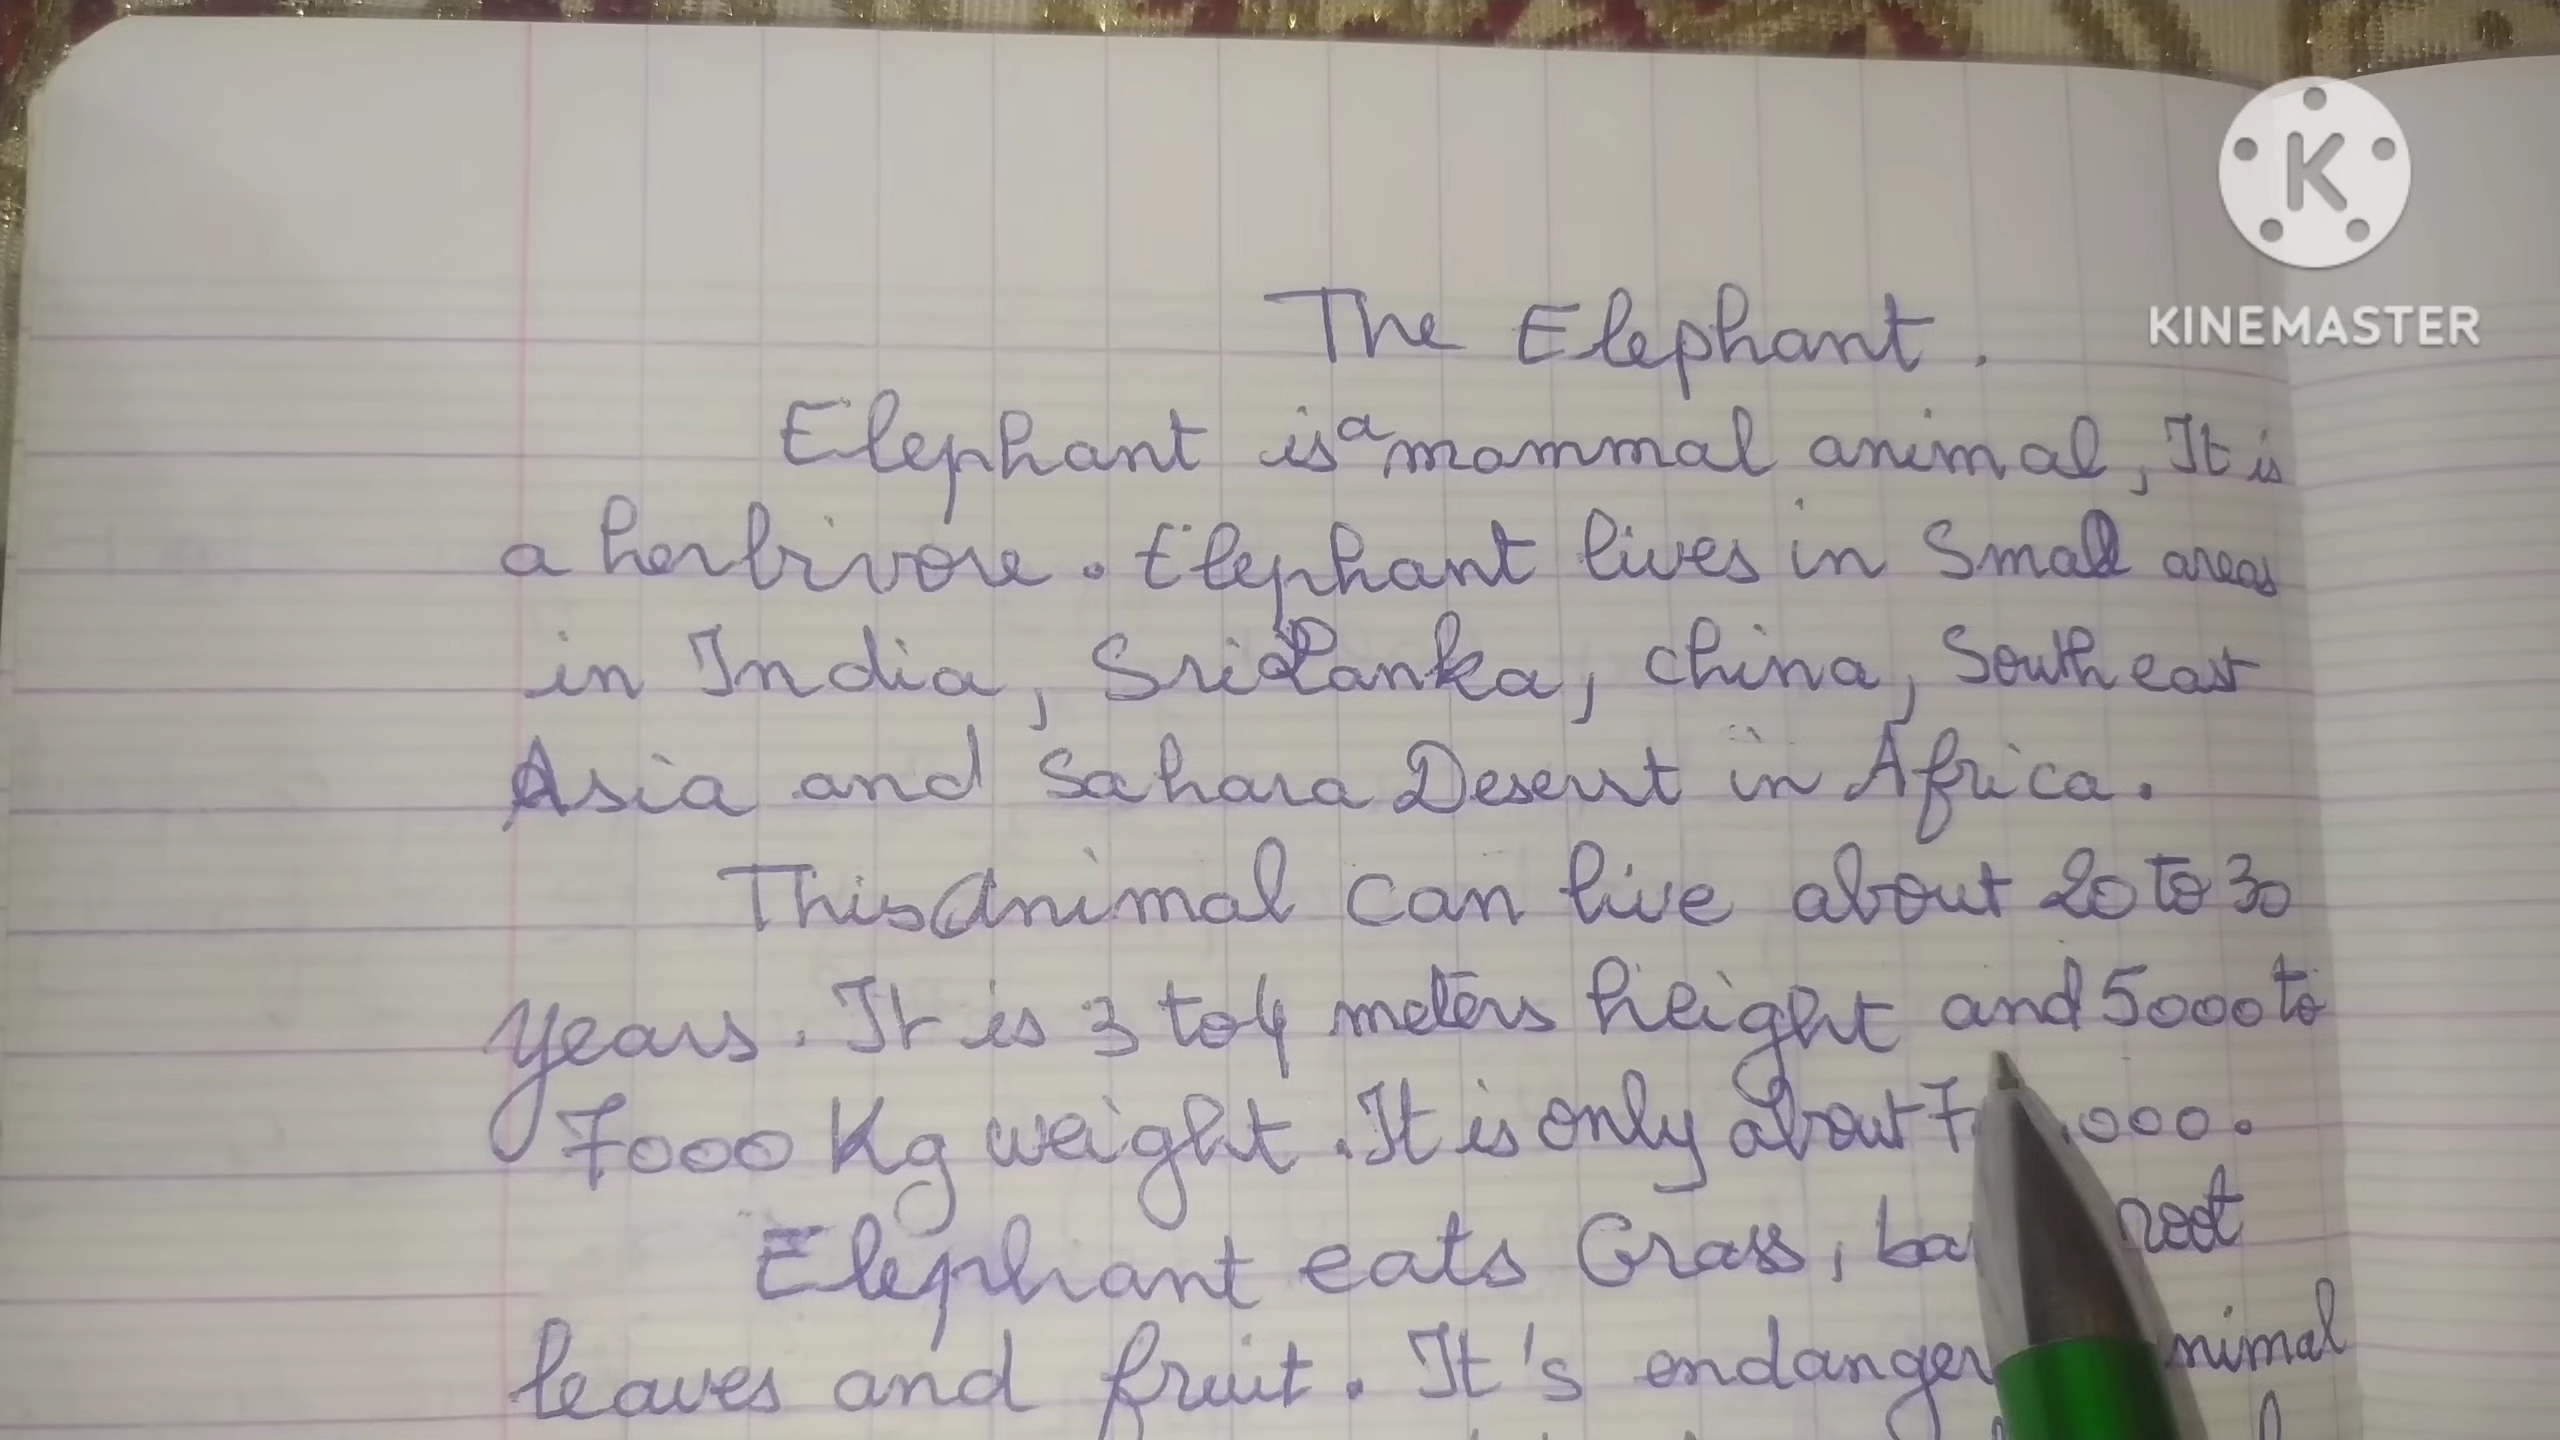 KINEMASTER
The Elephant.
Elephant is a mammal animal, It is
a herbivore. Elephant lives in Small areas
in India, Sri Lanka, china, South east
Asia and Sahara Desert in Africa.
This animal can live about 20 to 30
years. It is 3 to 4 meters height and 5000 to
7000 Kg weight. It is only about
Elephant eats Grass, root
leaves and fruit. It's